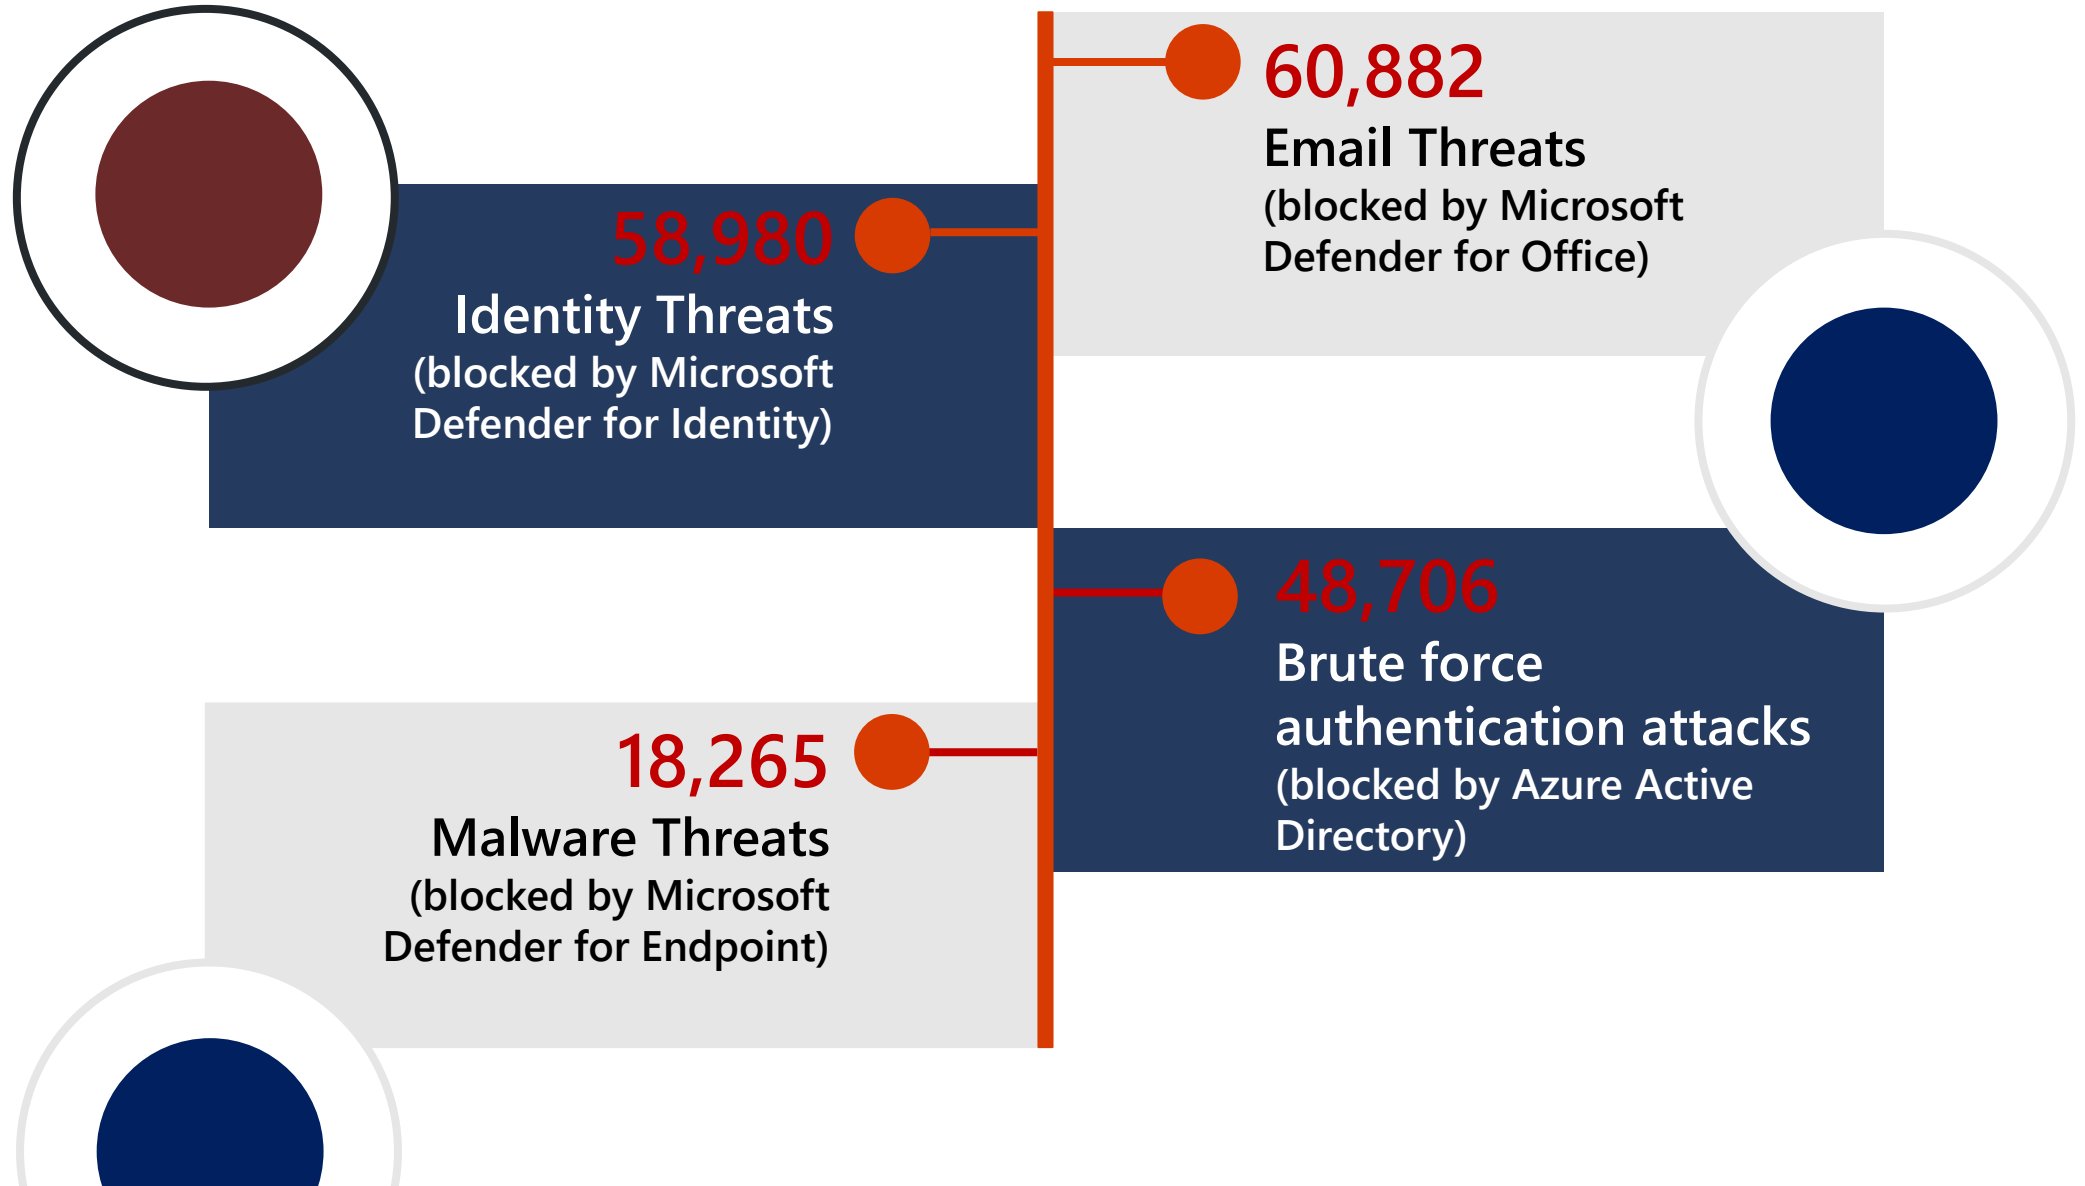 60,882
Email Threats
(blocked by Microsoft
Defender for Office)
58,980
Identity Threats
(blocked by Microsoft
Defender for Identity)
48,706
Brute force
authentication attacks
(blocked by Azure Active
Directory)
18,265
Malware Threats
(blocked by Microsoft
Defender for Endpoint)